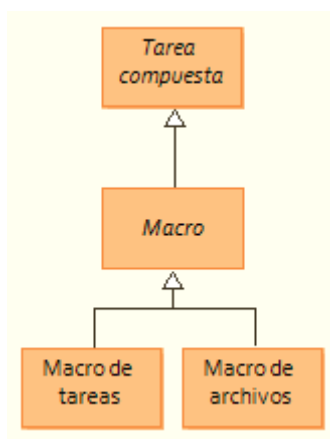 Tarea
compuesta
Macro
Macro de
tareas
Macro de
archivos